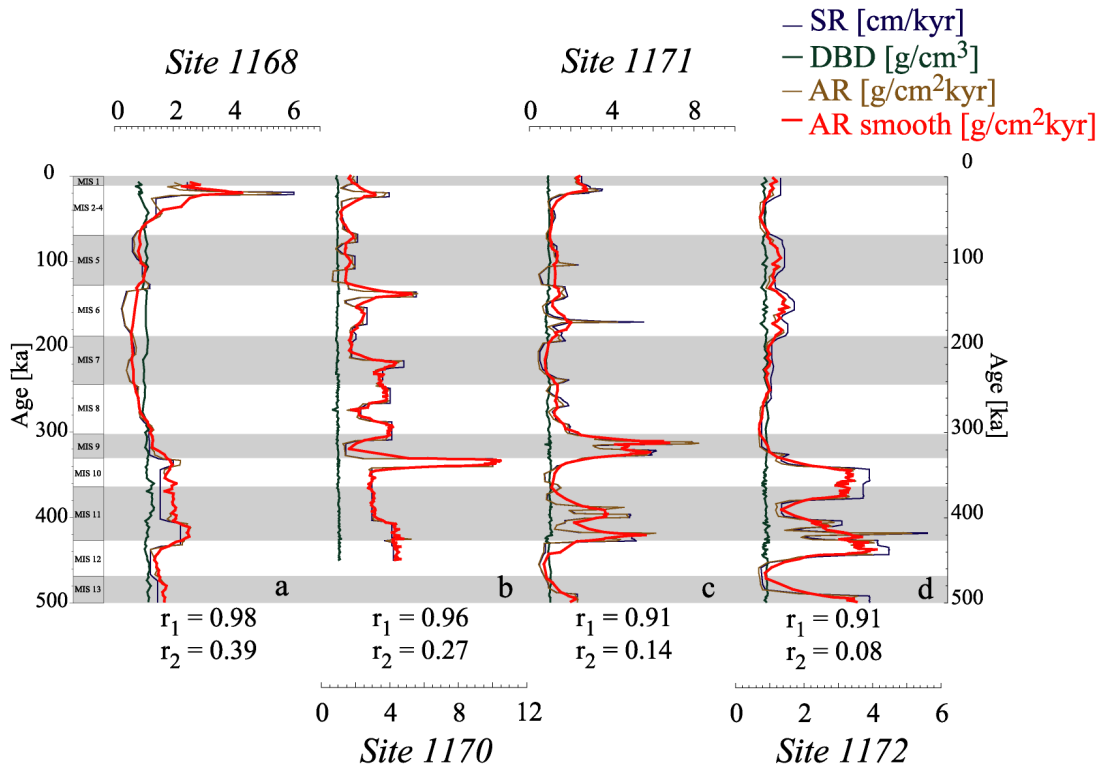 SR [cm/kyr]
DBD [g/cm³]
AR [g/cm²kyr]
AR smooth [g/cm²kyr]
Site 1168
Site 1171
0 2 4 6
0 4 8
0
100
200
300
400
500
Age [ka]
MIS 1
MIS 2-4
MIS 5
MIS 6
MIS 7
MIS 8
MIS 9
MIS 10
MIS 11
MIS 12
MIS 13
a
b
c
d
0
100
200
300
400
500
Age [ka]
r₁ = 0.98
r₂ = 0.39
r₁ = 0.96
r₂ = 0.27
r₁ = 0.91
r₂ = 0.14
r₁ = 0.91
r₂ = 0.08
0 4 8 12
0 2 4 6
Site 1170
Site 1172